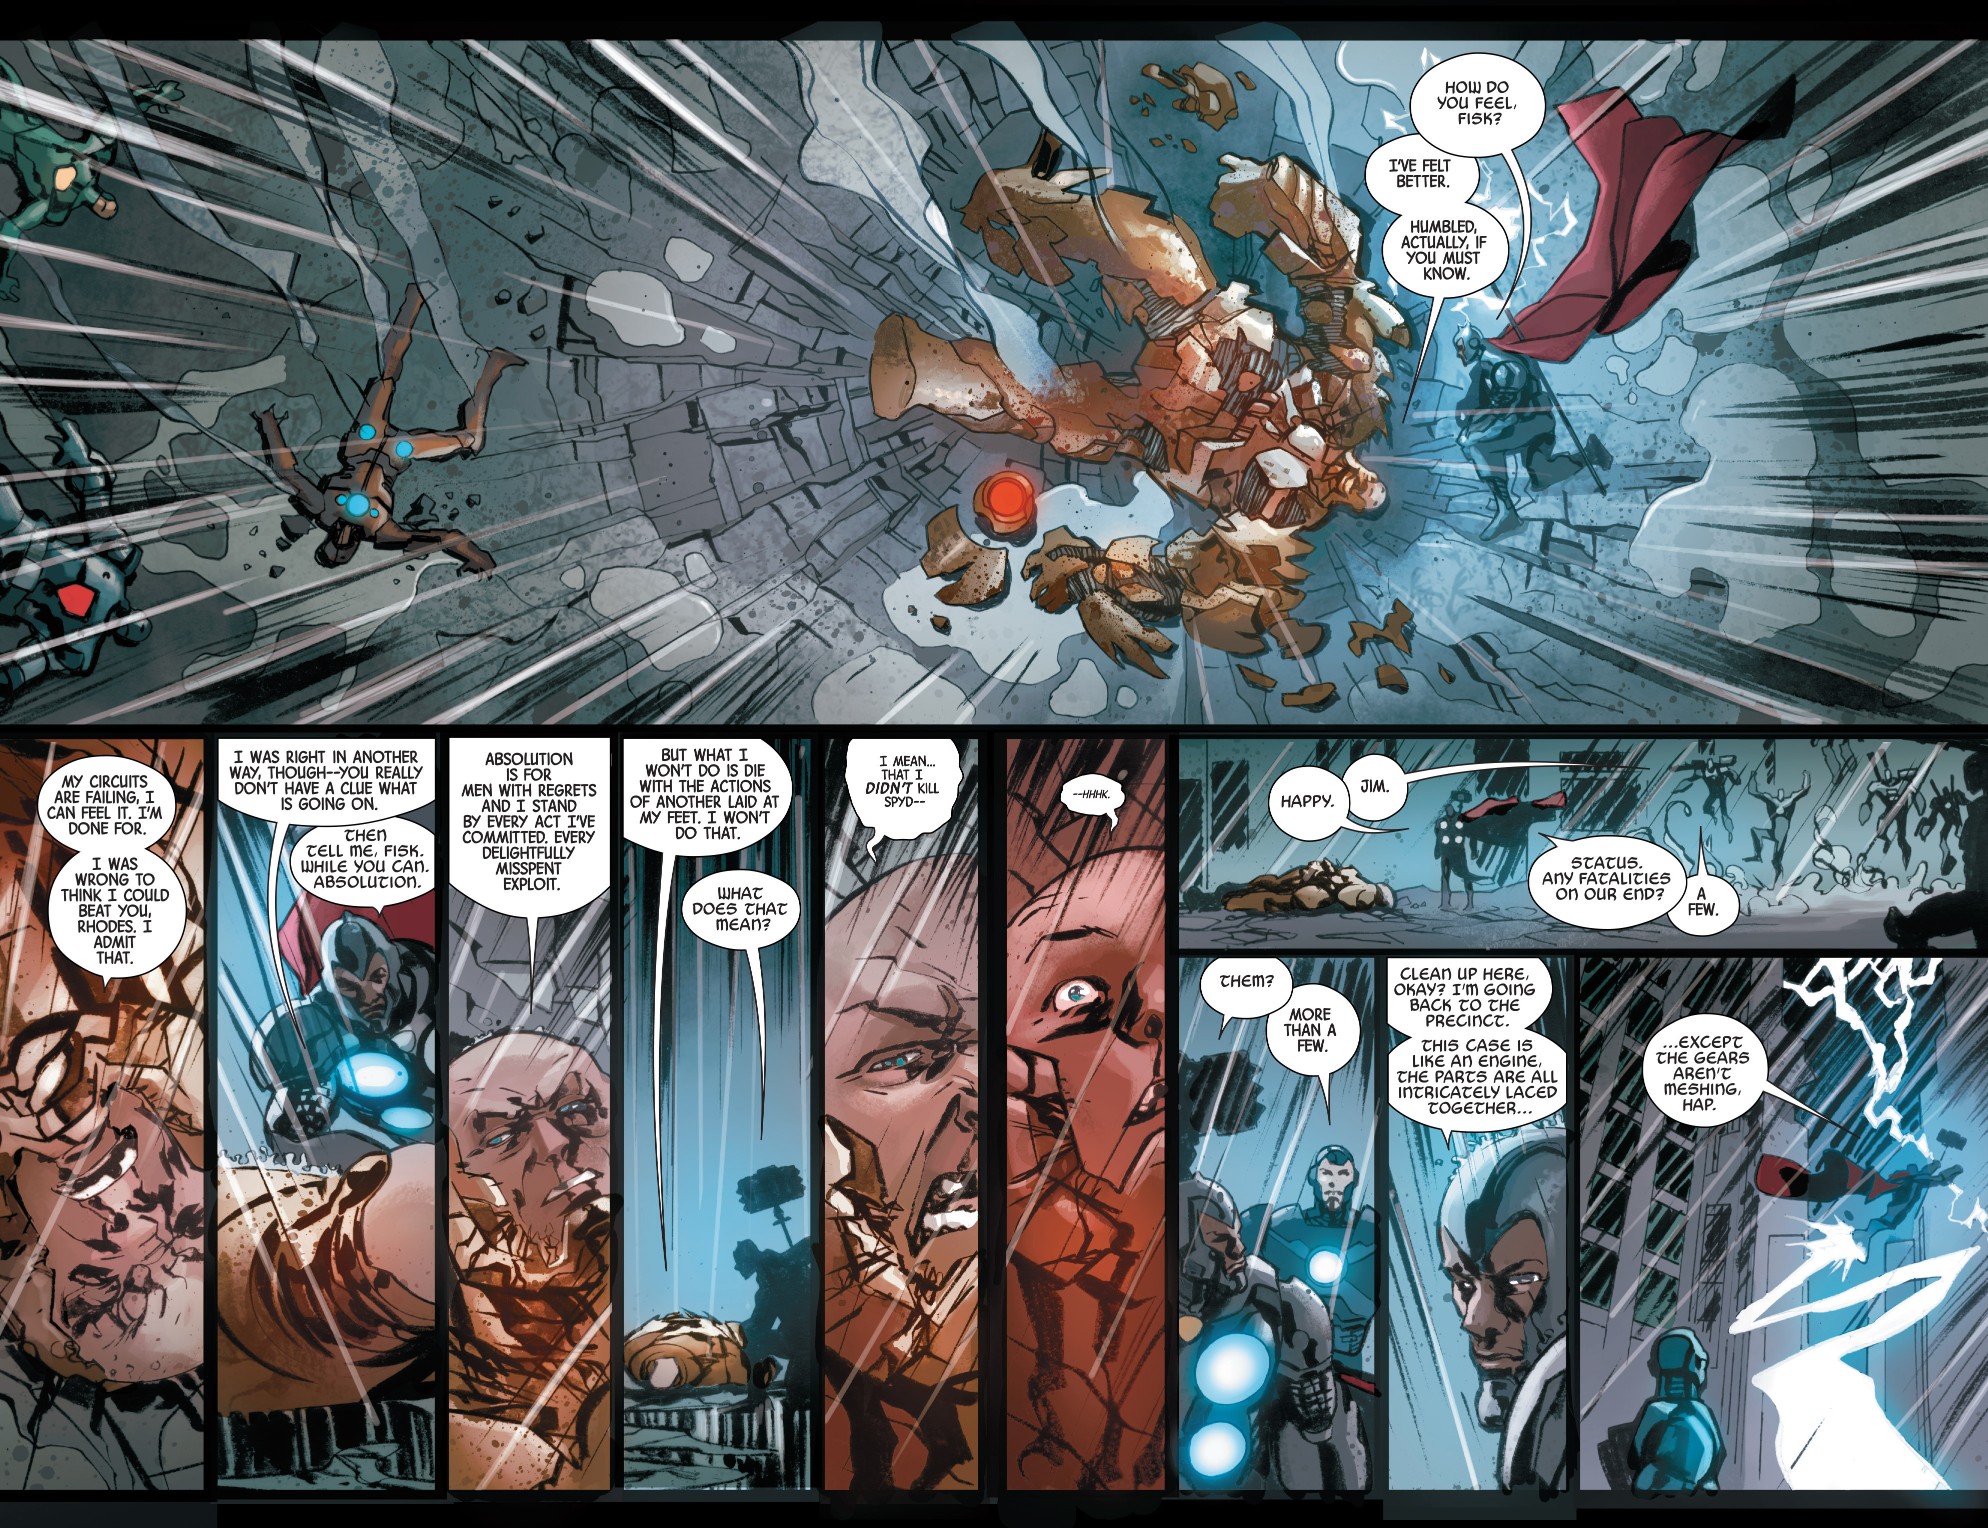 HOW DO
YOU FEEL,
FISK?
I'VE FELT
BETTER.
HUMBLED,
ACTUALLY, IF
YOU MUST
KNOW.
MY CIRCUITS
ARE FAILING, I
CAN FEEL IT. I'M
DONE FOR.
I WAS
WRONG TO
THINK I COULD
BEAT YOU,
RHODES. I
ADMIT
THAT.
I WAS RIGHT IN ANOTHER
WAY, THOUGH--YOU REALLY
DON'T HAVE A CLUE WHAT
IS GOING ON.
THEN
TELL ME, FISK.
WHILE YOU CAN.
ABSOLUTION.
ABSOLUTION
IS FOR
MEN WITH REGRETS
AND I STAND
BY EVERY ACT I'VE
COMMITTED. EVERY
DELIGHTFULLY
MISSPENT
EXPLOIT.
BUT WHAT I
WON'T DO IS DIE
WITH THE ACTIONS
OF ANOTHER LAID AT
MY FEET. I WON'T
DO THAT.
WHAT
DOES THAT
MEAN?
I MEAN...
THAT I
DIDN'T KILL
SPYD--
--HHHK.
JIM.
HAPPY.
STATUS.
ANY FATALITIES
ON OUR END?
A
FEW.
THEM?
MORE
THAN A
FEW.
CLEAN UP HERE,
OKAY? I'M GOING
BACK TO THE
PRECINCT.
THIS CASE IS
LIKE AN ENGINE,
THE PARTS ARE ALL
INTRICATELY LACED
TOGETHER...
...EXCEPT
THE GEARS
AREN'T
MESHING,
HAP.